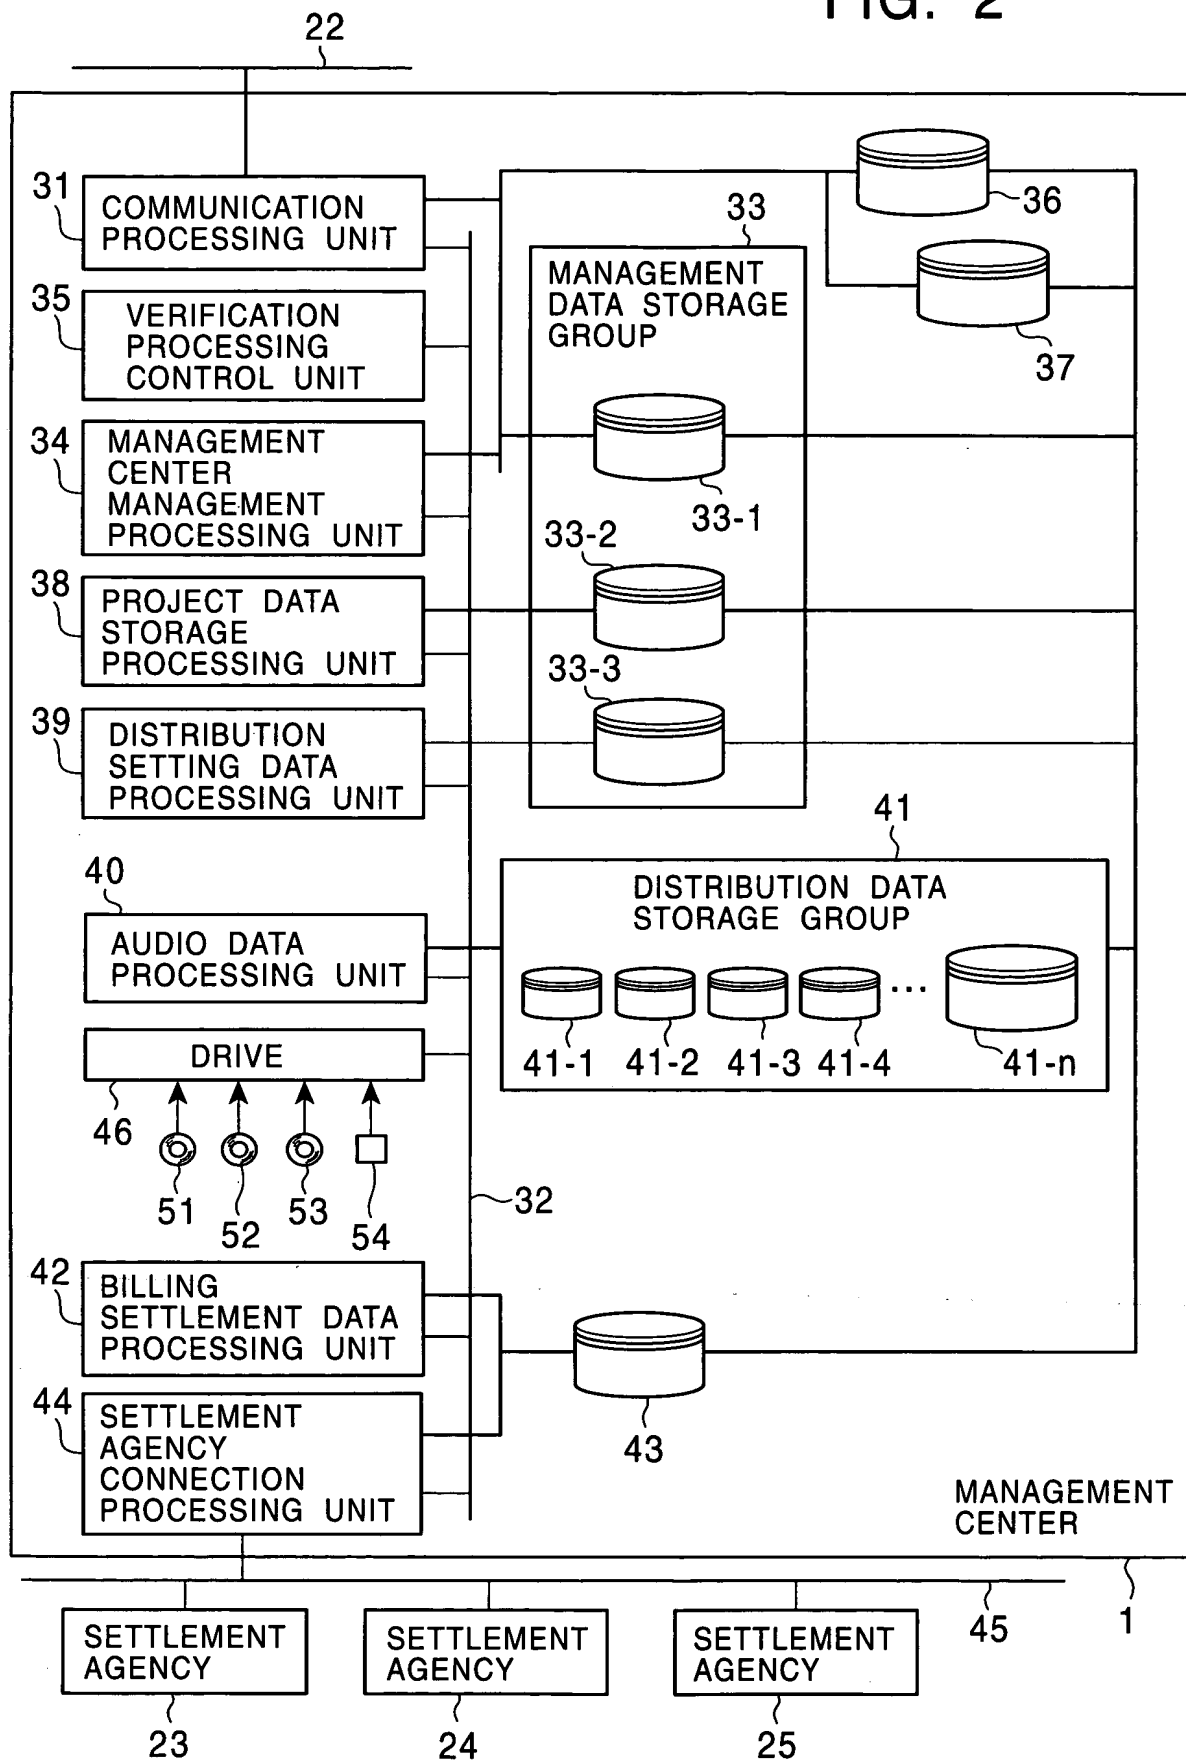 FIG. 2
22
31
COMMUNICATION
PROCESSING UNIT
36
33
35
VERIFICATION
PROCESSING
CONTROL UNIT
MANAGEMENT
DATA STORAGE
GROUP
37
34
MANAGEMENT
CENTER
MANAGEMENT
PROCESSING UNIT
33-1
33-2
38
PROJECT DATA
STORAGE
PROCESSING UNIT
33-3
39
DISTRIBUTION
SETTING DATA
PROCESSING UNIT
41
40
AUDIO DATA
PROCESSING UNIT
DISTRIBUTION DATA
STORAGE GROUP
...
41-1
41-2
41-3
41-4
41-n
DRIVE
46
51
52
53
54
32
42
BILLING
SETTLEMENT DATA
PROCESSING UNIT
43
44
SETTLEMENT
AGENCY
CONNECTION
PROCESSING UNIT
MANAGEMENT
CENTER
1
45
SETTLEMENT
AGENCY
SETTLEMENT
AGENCY
SETTLEMENT
AGENCY
23
24
25